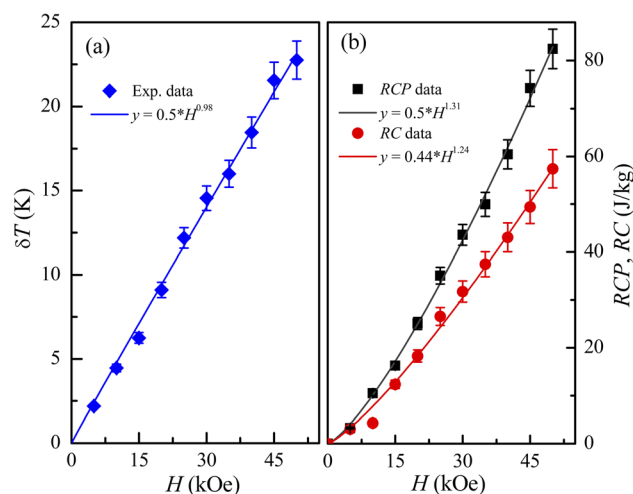 (a)
Exp. data
y = 0.5*H^0.98
δT (K)
25
20
15
10
5
0
0 15 30 45
H (kOe)
(b)
RCP data
y = 0.5*H^1.31
RC data
y = 0.44*H^1.24
80
60
40
20
0
RCP, RC (J/kg)
0 15 30 45
H (kOe)